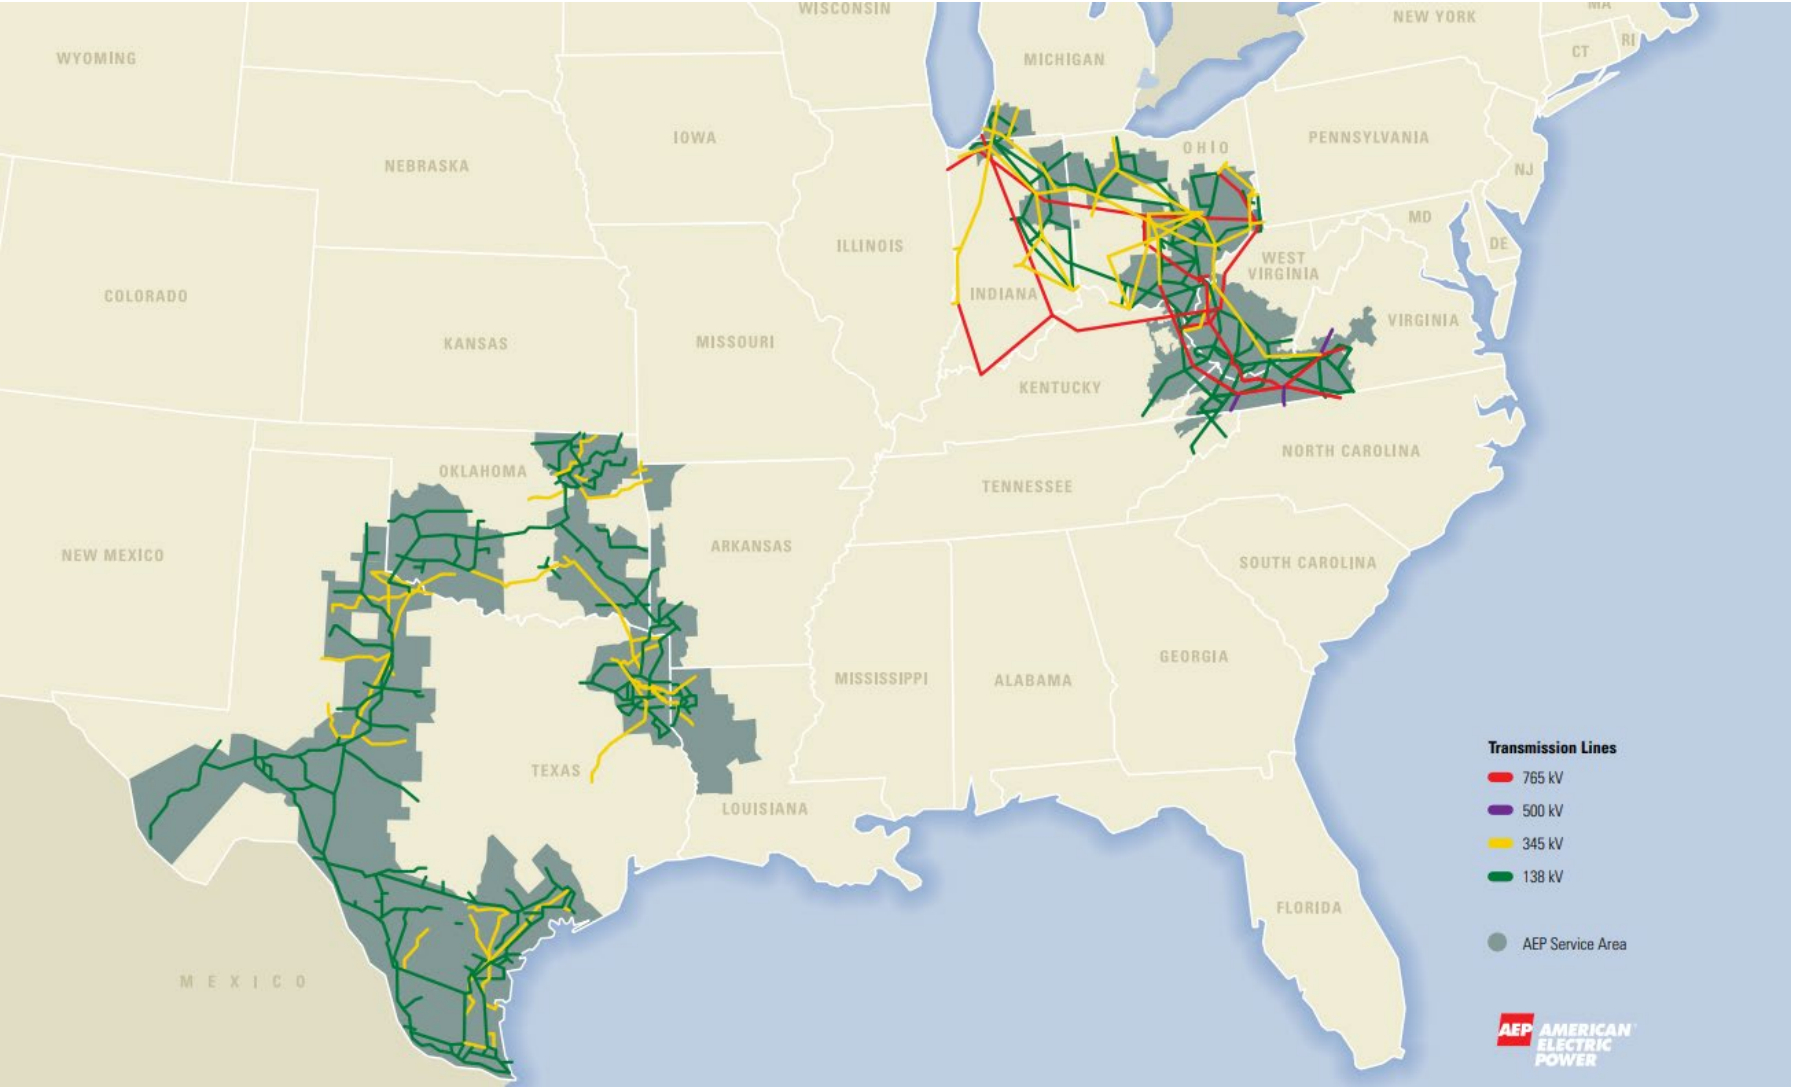 WISCONSIN
NEW YORK
MA
WYOMING
MICHIGAN
CT
RI
IOWA
PENNSYLVANIA
OHIO
NEBRASKA
NJ
MD
ILLINOIS
DE
WEST
VIRGINIA
COLORADO
INDIANA
VIRGINIA
KANSAS
MISSOURI
KENTUCKY
NORTH CAROLINA
OKLAHOMA
TENNESSEE
NEW MEXICO
ARKANSAS
SOUTH CAROLINA
GEORGIA
MISSISSIPPI
ALABAMA
TEXAS
LOUISIANA
FLORIDA
MEXICO
Transmission Lines
765 kV
500 kV
345 kV
138 kV
AEP Service Area
AEP AMERICAN
ELECTRIC
POWER